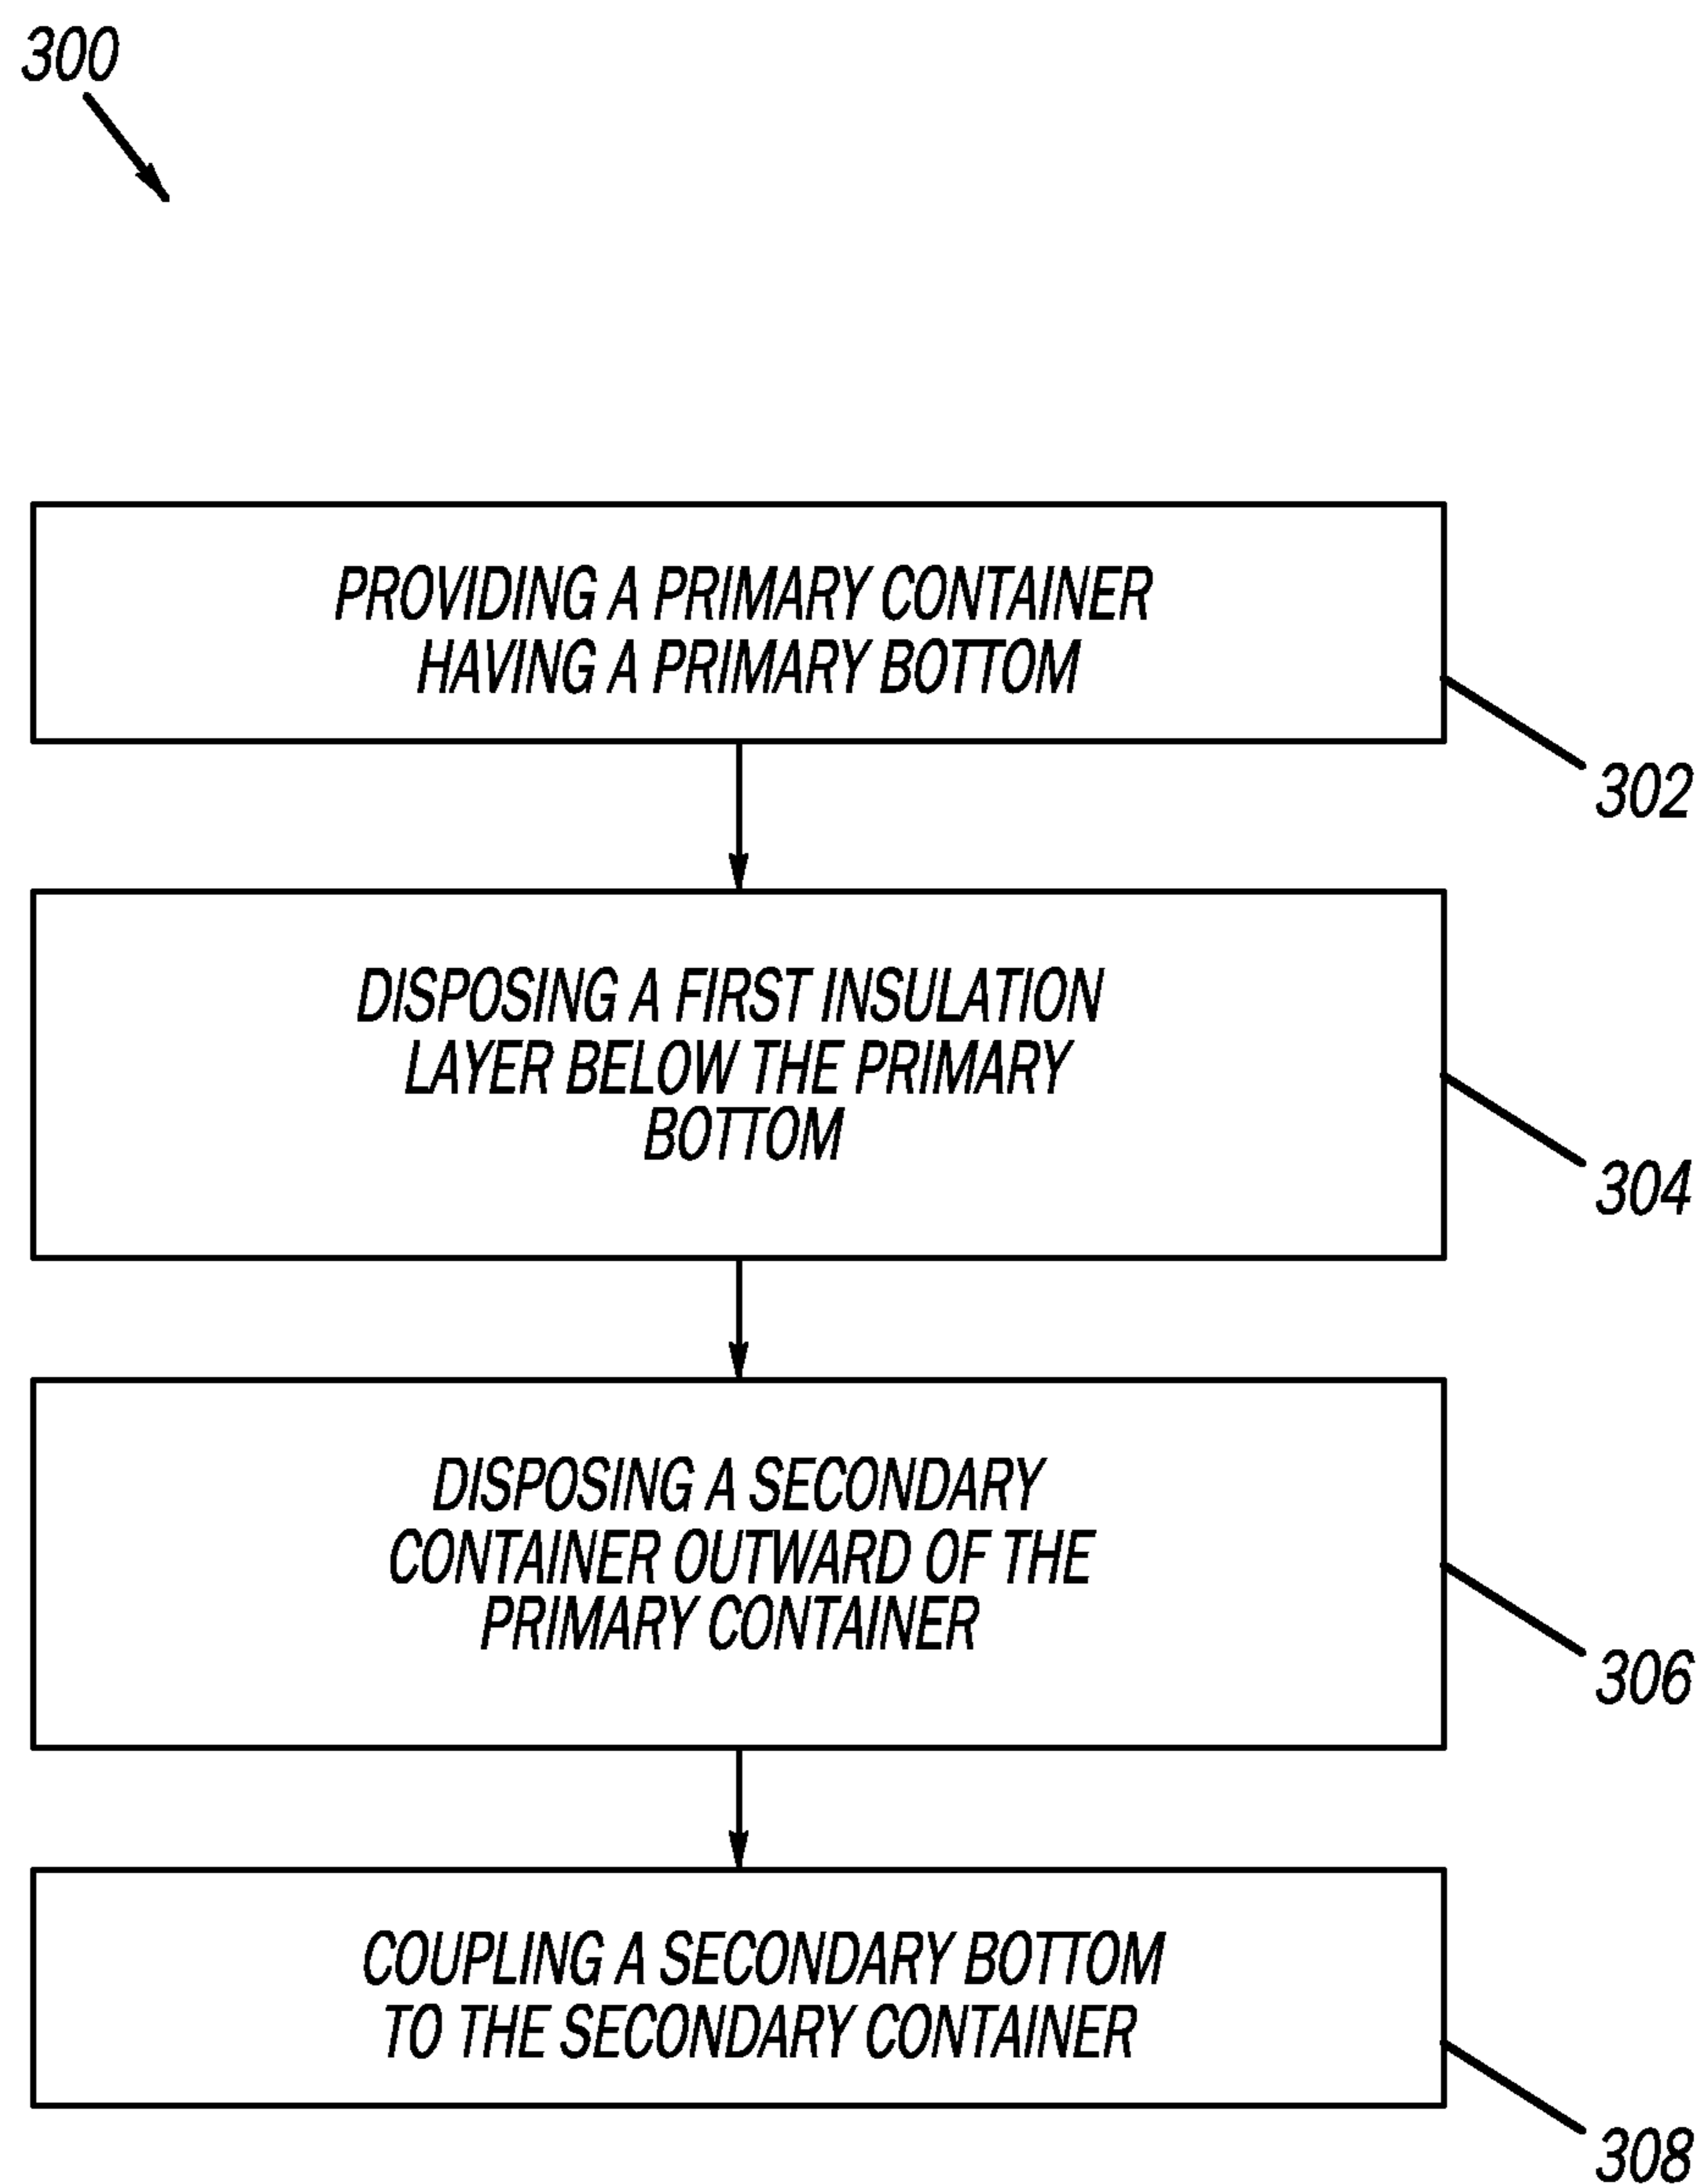 300
PROVIDING A PRIMARY CONTAINER
HAVING A PRIMARY BOTTOM
302
DISPOSING A FIRST INSULATION
LAYER BELOW THE PRIMARY
BOTTOM
304
DISPOSING A SECONDARY
CONTAINER OUTWARD OF THE
PRIMARY CONTAINER
306
COUPLING A SECONDARY BOTTOM
TO THE SECONDARY CONTAINER
308